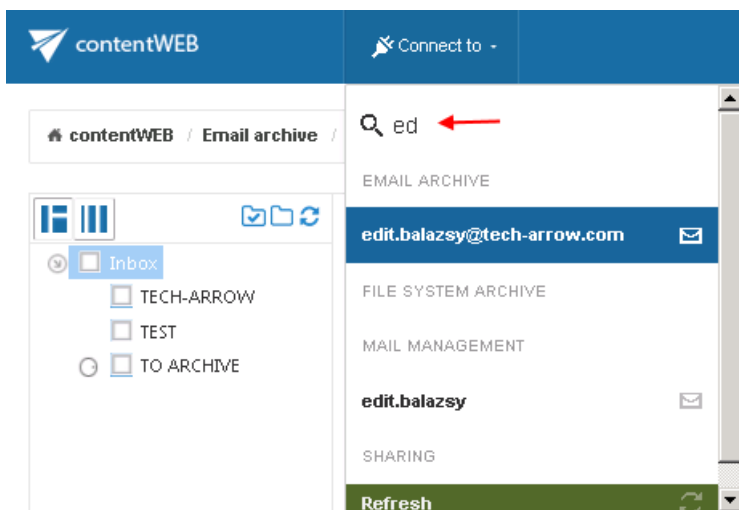 contentWEB
Connect to
contentWEB / Email archive /
ed
EMAIL ARCHIVE
edit.balazsy@tech-arrow.com
FILE SYSTEM ARCHIVE
MAIL MANAGEMENT
edit.balazsy
SHARING
Refresh
Inbox
TECH-ARROW
TEST
TO ARCHIVE